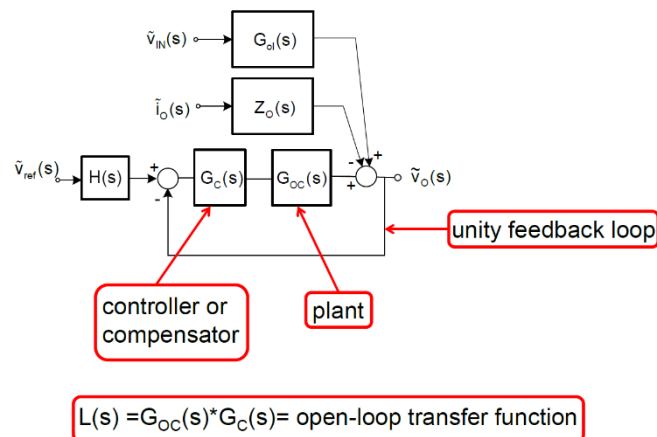 ṽIN(s)
GoI(s)
ĩO(s)
ZO(s)
- +
ṽref(s)
H(s)
+
GC(s)
GOC(s)
+
ṽO(s)
-
unity feedback loop
controller or
compensator
plant
L(s) =GOC(s)*GC(s)= open-loop transfer function